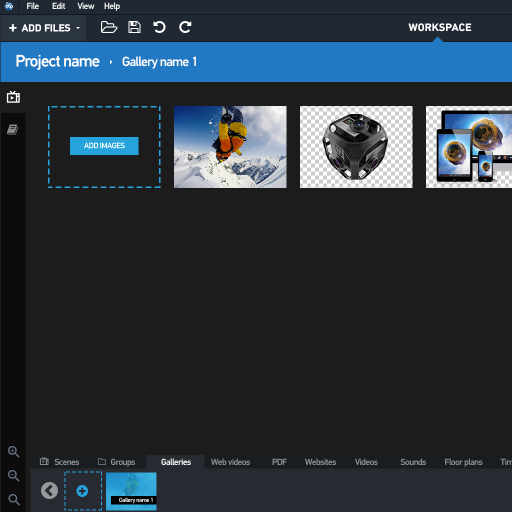 File Edit View Help
+ ADD FILES
WORKSPACE
Project name › Gallery name 1
ADD IMAGES
Scenes Groups Galleries Web videos PDF Websites Videos Sounds Floor plans
Gallery name 1